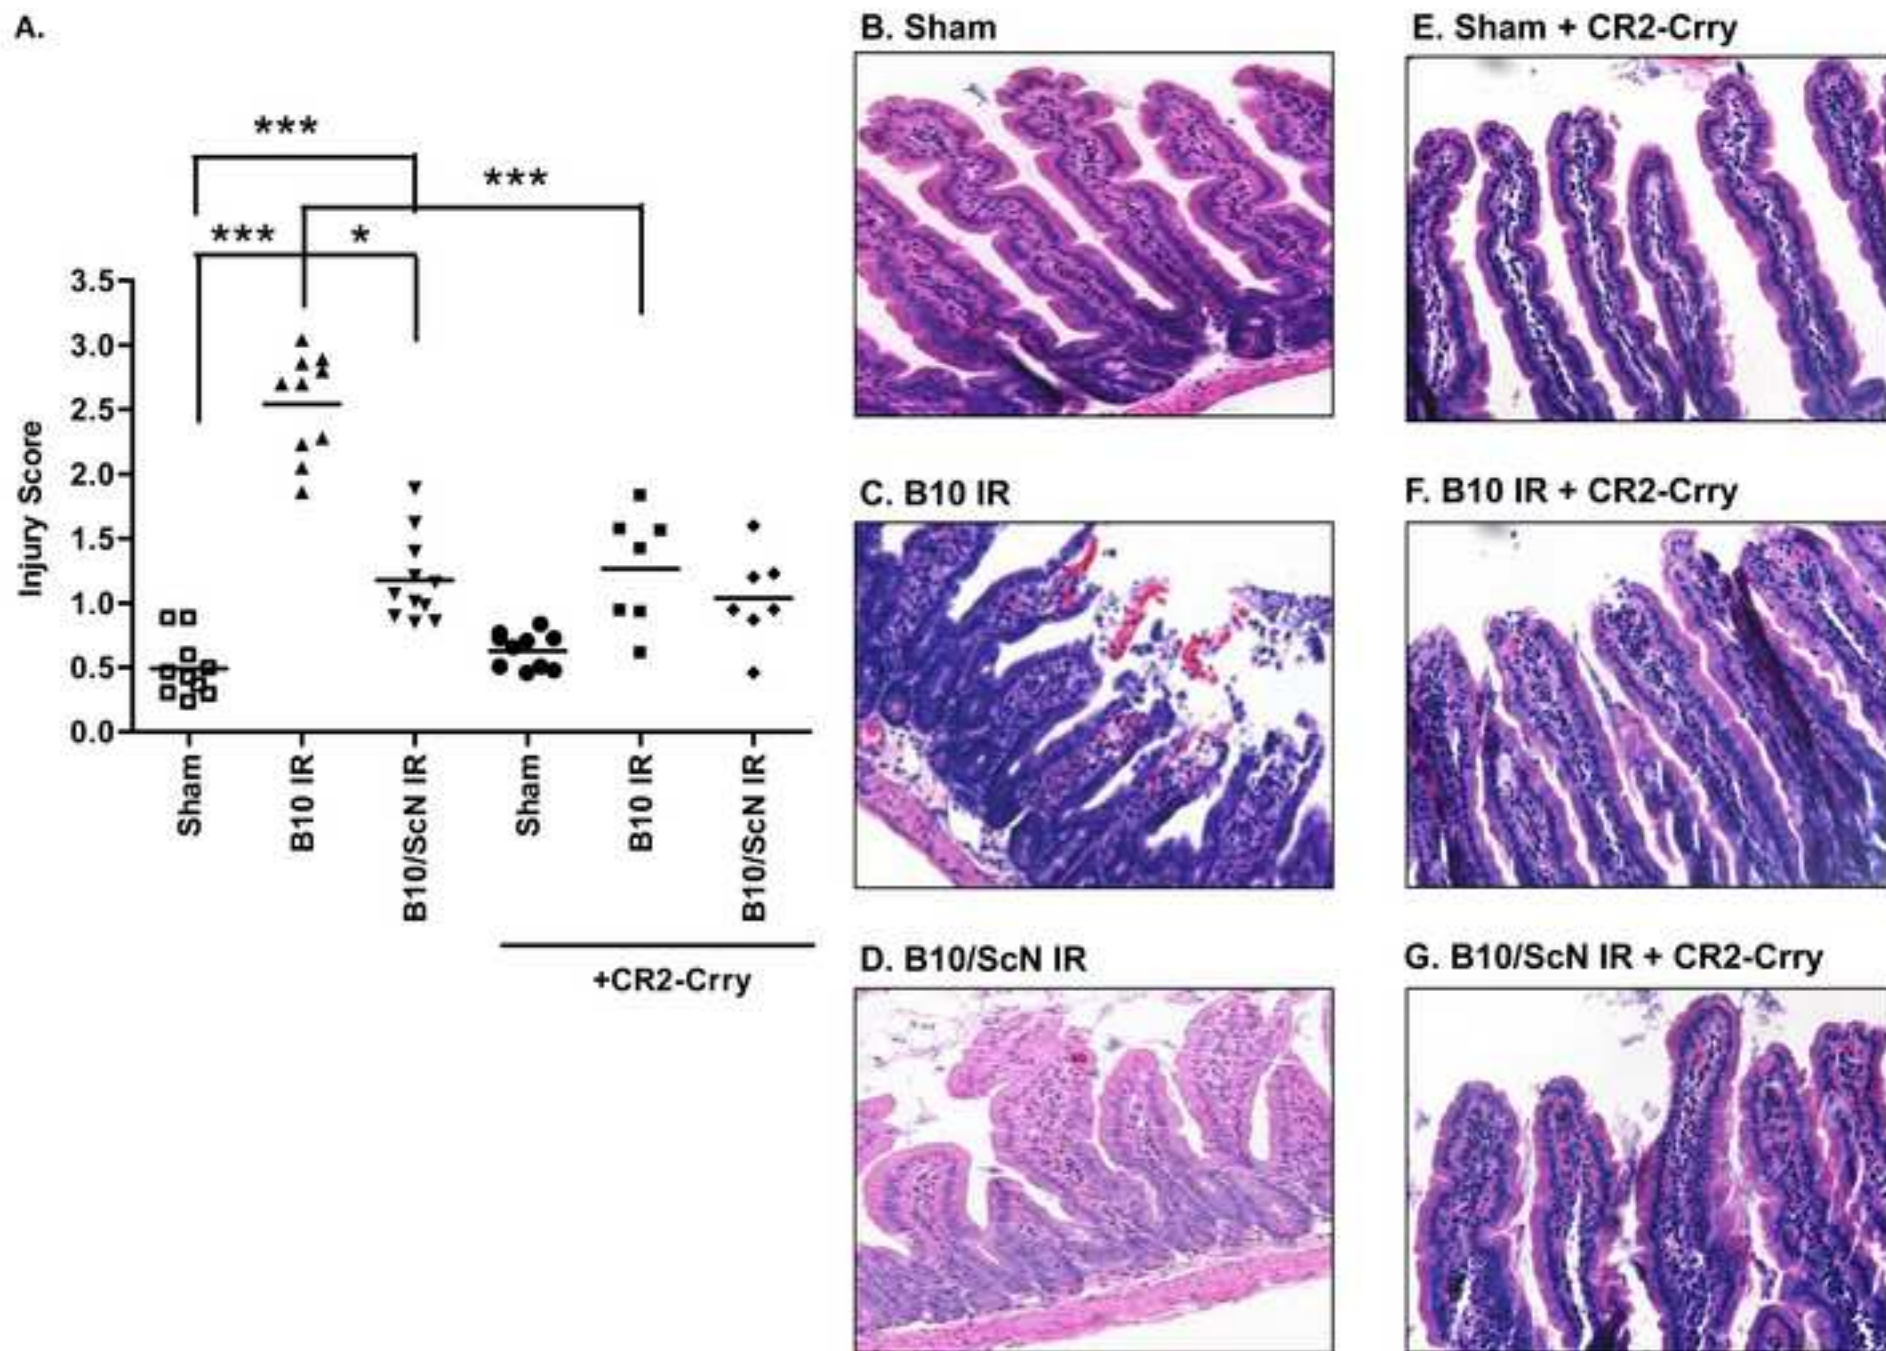 A.
***
***
*** *
3.5
3.0
2.5
2.0
1.5
1.0
0.5
0.0
Injury Score
Sham
B10 IR
B10/ScN IR
Sham
B10 IR
B10/ScN IR
+CR2-Crry
B. Sham
E. Sham + CR2-Crry
C. B10 IR
F. B10 IR + CR2-Crry
D. B10/ScN IR
G. B10/ScN IR + CR2-Crry